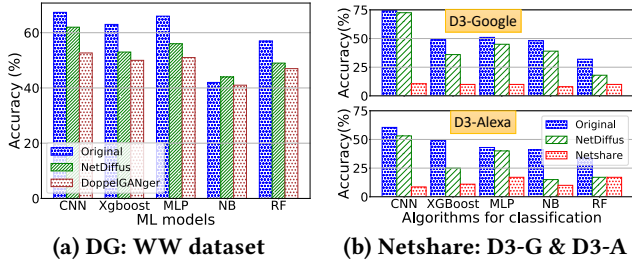 Accuracy (%)
60
40
20
0
Original
NetDiffus
DoppelGANger
CNN Xgboost MLP NB RF
ML models
(a) DG: WW dataset
Accuracy(%)
75
50
25
0
D3-Google
Accuracy(%)
75
50
25
0
D3-Alexa
Original
NetDiffus
Netshare
CNN XGBoost MLP NB RF
Algorithms for classification
(b) Netshare: D3-G & D3-A